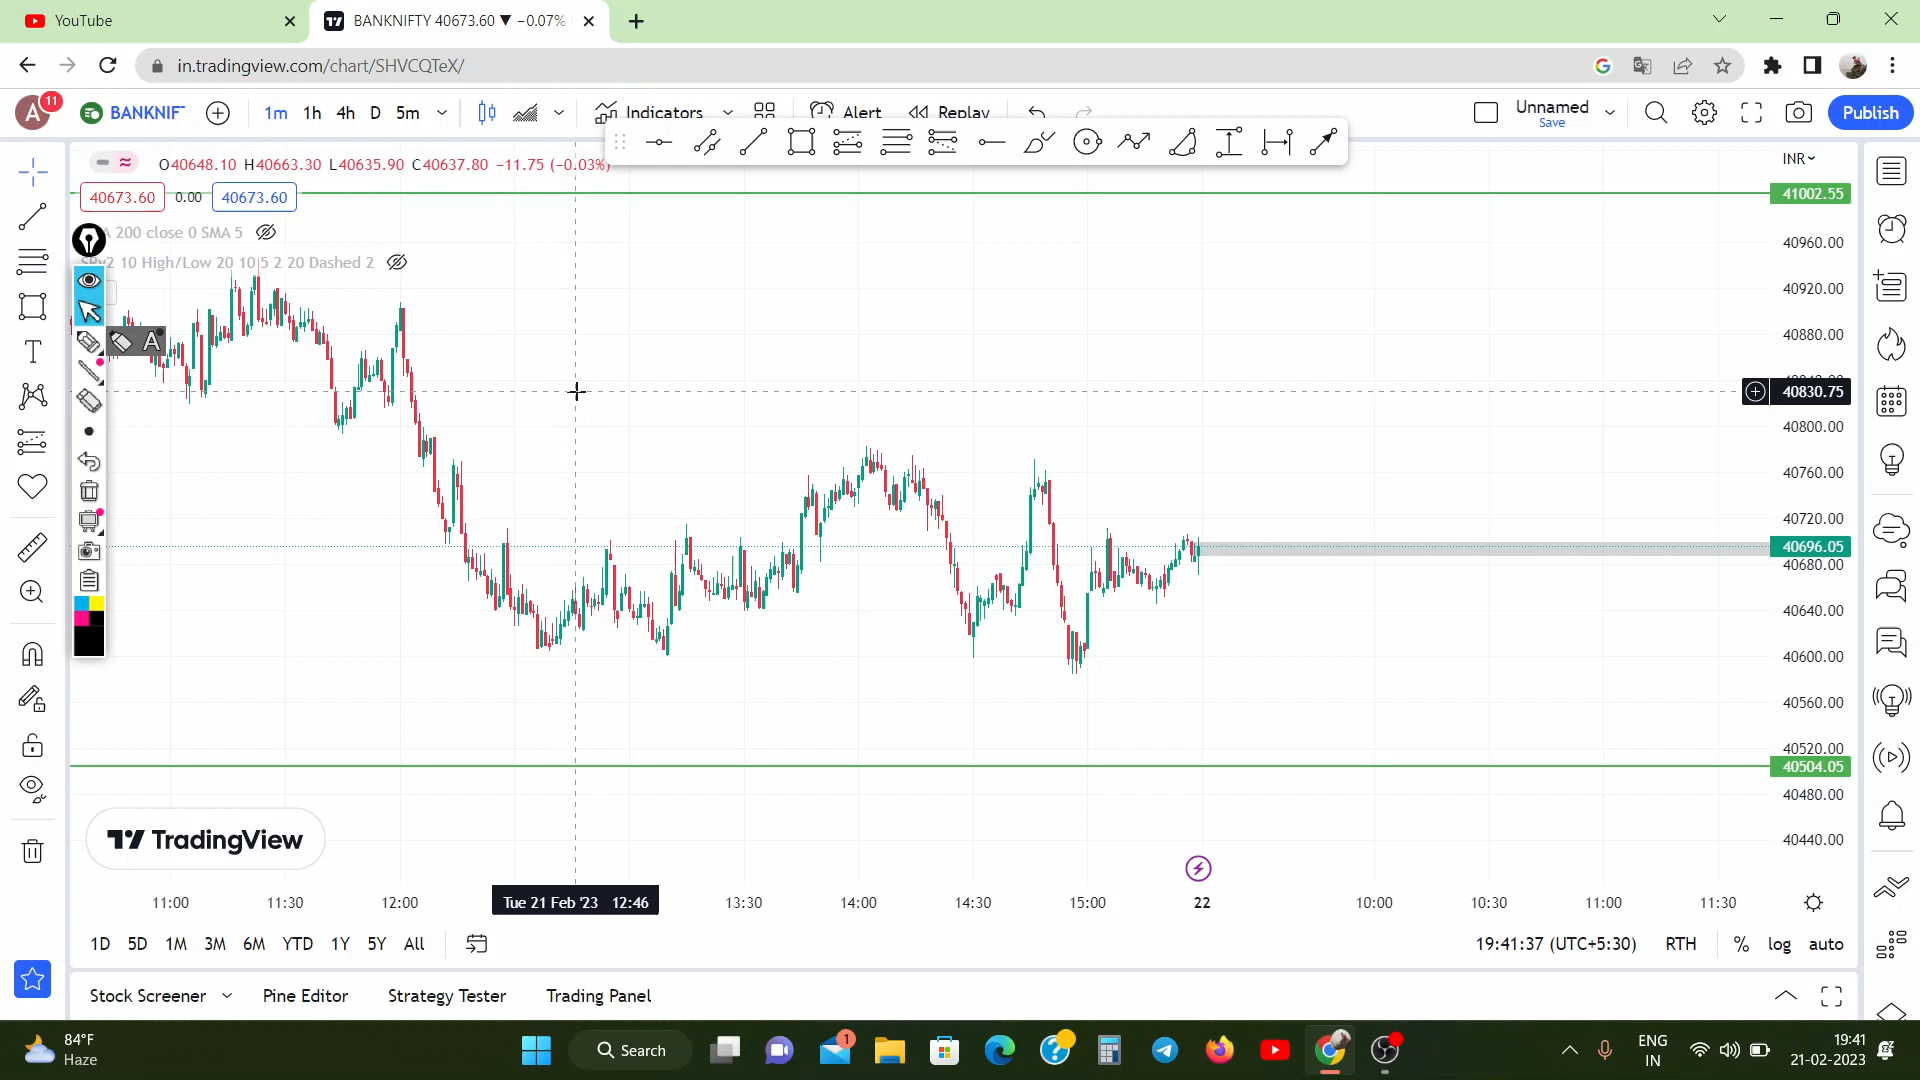 YouTube
BANKNIFTY 40673.60 ▼ −0.07%
in.tradingview.com/chart/SHVCQTeX/
A 11 BANKNIF 1m 1h 4h D 5m Indicators Alert Replay Unnamed Save Publish
O40648.10 H40663.30 L40635.90 C40637.80 −11.75 (−0.03%)
INR
40673.60 0.00 40673.60
41002.55
200 close 0 SMA 5
40960.00
SRv2 10 High/Low 20 10 5 2 20 Dashed 2
40920.00
40880.00
A
40830.75
40800.00
40760.00
40720.00
40696.05
40680.00
40640.00
40600.00
40560.00
40520.00
40504.05
40480.00
TradingView
40440.00
11:00 11:30 12:00 Tue 21 Feb '23 12:46 13:30 14:00 14:30 15:00 22 10:00 10:30 11:00 11:30
1D 5D 1M 3M 6M YTD 1Y 5Y All 19:41:37 (UTC+5:30) RTH % log auto
Stock Screener Pine Editor Strategy Tester Trading Panel
84°F
Haze
Search
1
ENG
IN
19:41
21-02-2023